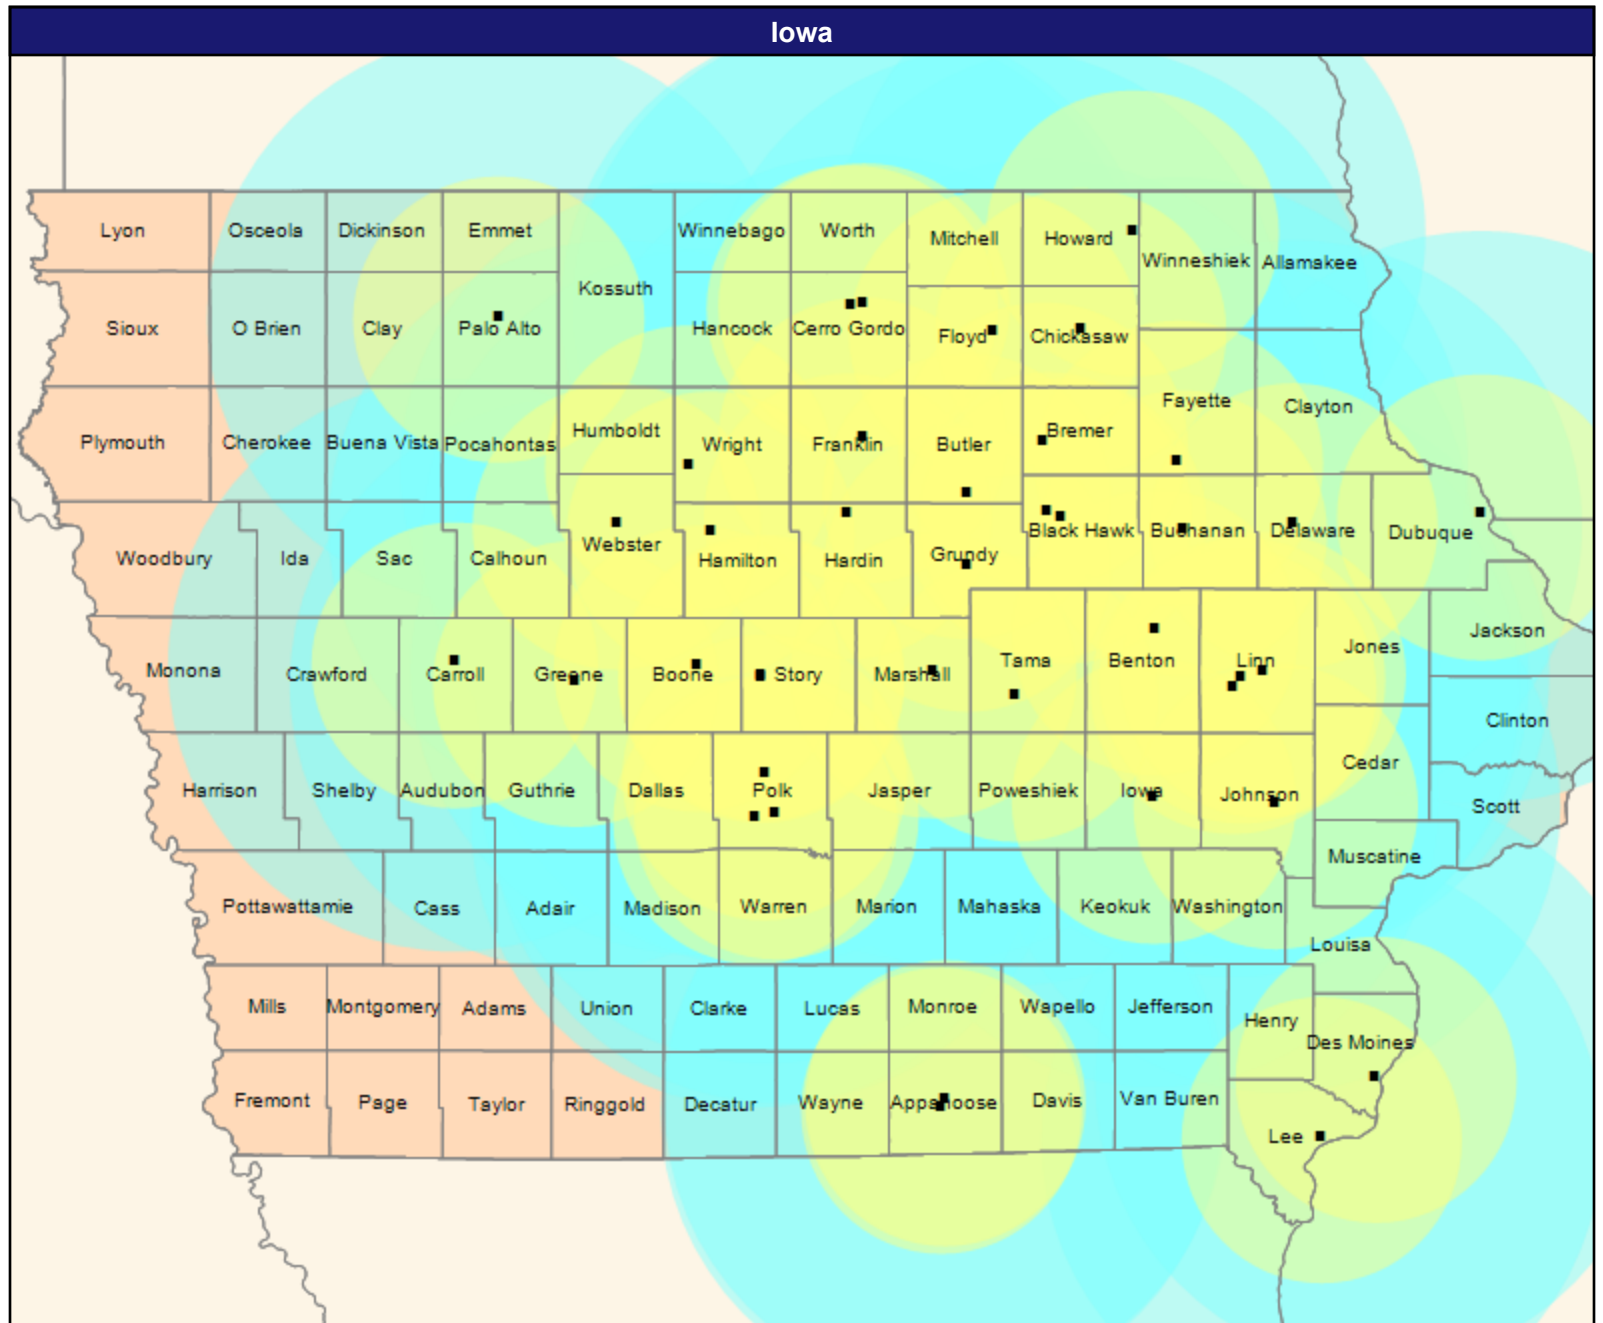 Iowa
Lyon
Osceola
Dickinson
Emmet
Kossuth
Winnebago
Worth
Mitchell
Howard
Winneshiek
Allamakee
Sioux
O Brien
Clay
Palo Alto
Hancock
Cerro Gordo
Floyd
Chickasaw
Fayette
Clayton
Plymouth
Cherokee
Buena Vista
Pocahontas
Humboldt
Wright
Franklin
Butler
Bremer
Woodbury
Ida
Sac
Calhoun
Webster
Hamilton
Hardin
Grundy
Black Hawk
Buchanan
Delaware
Dubuque
Monona
Crawford
Carroll
Greene
Boone
Story
Marshall
Tama
Benton
Linn
Jones
Jackson
Clinton
Harrison
Shelby
Audubon
Guthrie
Dallas
Polk
Jasper
Poweshiek
Iowa
Johnson
Cedar
Scott
Muscatine
Pottawattamie
Cass
Adair
Madison
Warren
Marion
Mahaska
Keokuk
Washington
Louisa
Mills
Montgomery
Adams
Union
Clarke
Lucas
Monroe
Wapello
Jefferson
Henry
Des Moines
Fremont
Page
Taylor
Ringgold
Decatur
Wayne
Appanoose
Davis
Van Buren
Lee